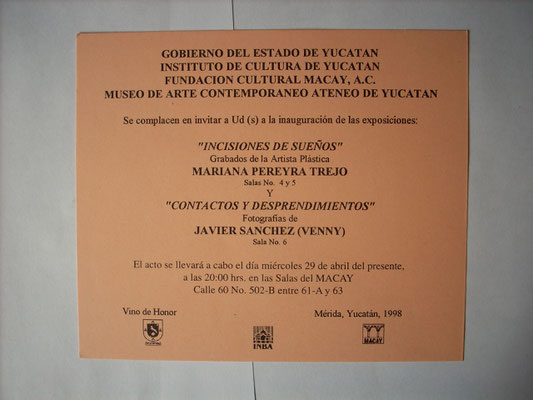 GOBIERNO DEL ESTADO DE YUCATAN
INSTITUTO DE CULTURA DE YUCATAN
FUNDACION CULTURAL MACAY, A.C.
MUSEO DE ARTE CONTEMPORANEO ATENEO DE YUCATAN
Se complacen en invitar a Ud (s) a la inauguración de las exposiciones:
"INCISIONES DE SUEÑOS"
Grabados de la Artista Plástica
MARIANA PEREYRA TREJO
Salas No. 4 y 5
Y
"CONTACTOS Y DESPRENDIMIENTOS"
Fotografías de
JAVIER SANCHEZ (VENNY)
Sala No. 6
El acto se llevará a cabo el día miércoles 29 de abril del presente,
a las 20:00 hrs. en las Salas del MACAY
Calle 60 No. 502-B entre 61-A y 63
Vino de Honor
Mérida, Yucatán, 1998
INBA
MACAY